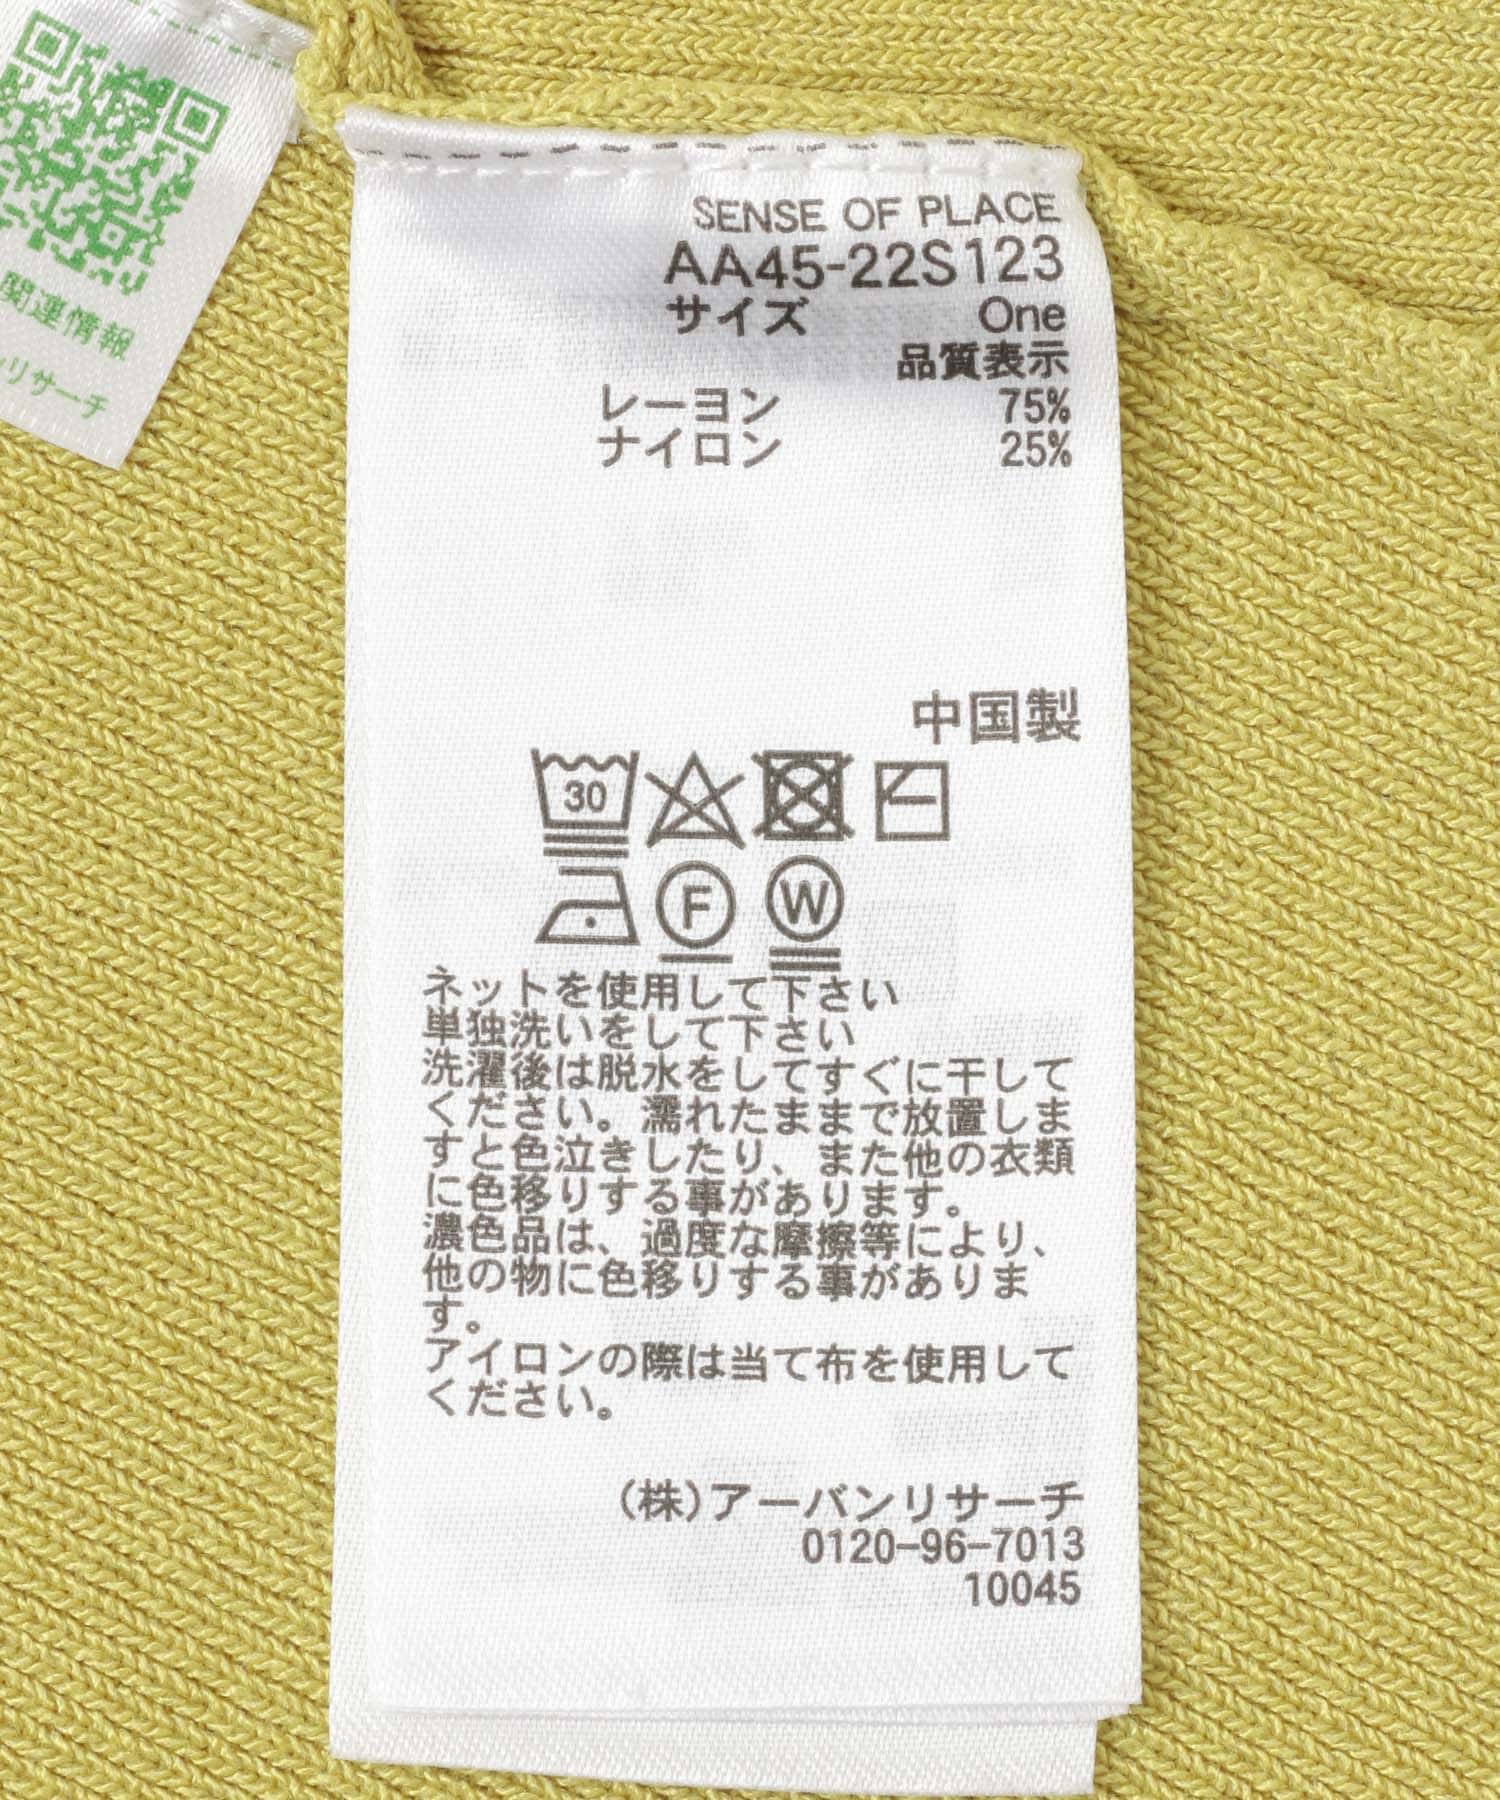 関連情報
リサーチ
SENSE OF PLACE
AA45-22S123
サイズ One
品質表示
レーヨン 75%
ナイロン 25%
中国製
30
F
W
ネットを使用して下さい
単独洗いをして下さい
洗濯後は脱水をしてすぐに干して
ください。濡れたままで放置しま
すと色泣きしたり、また他の衣類
に色移りする事があります。
濃色品は、過度な摩擦等により、
他の物に色移りする事がありま
す。
アイロンの際は当て布を使用して
ください。
(株)アーバンリサーチ
0120-96-7013
10045